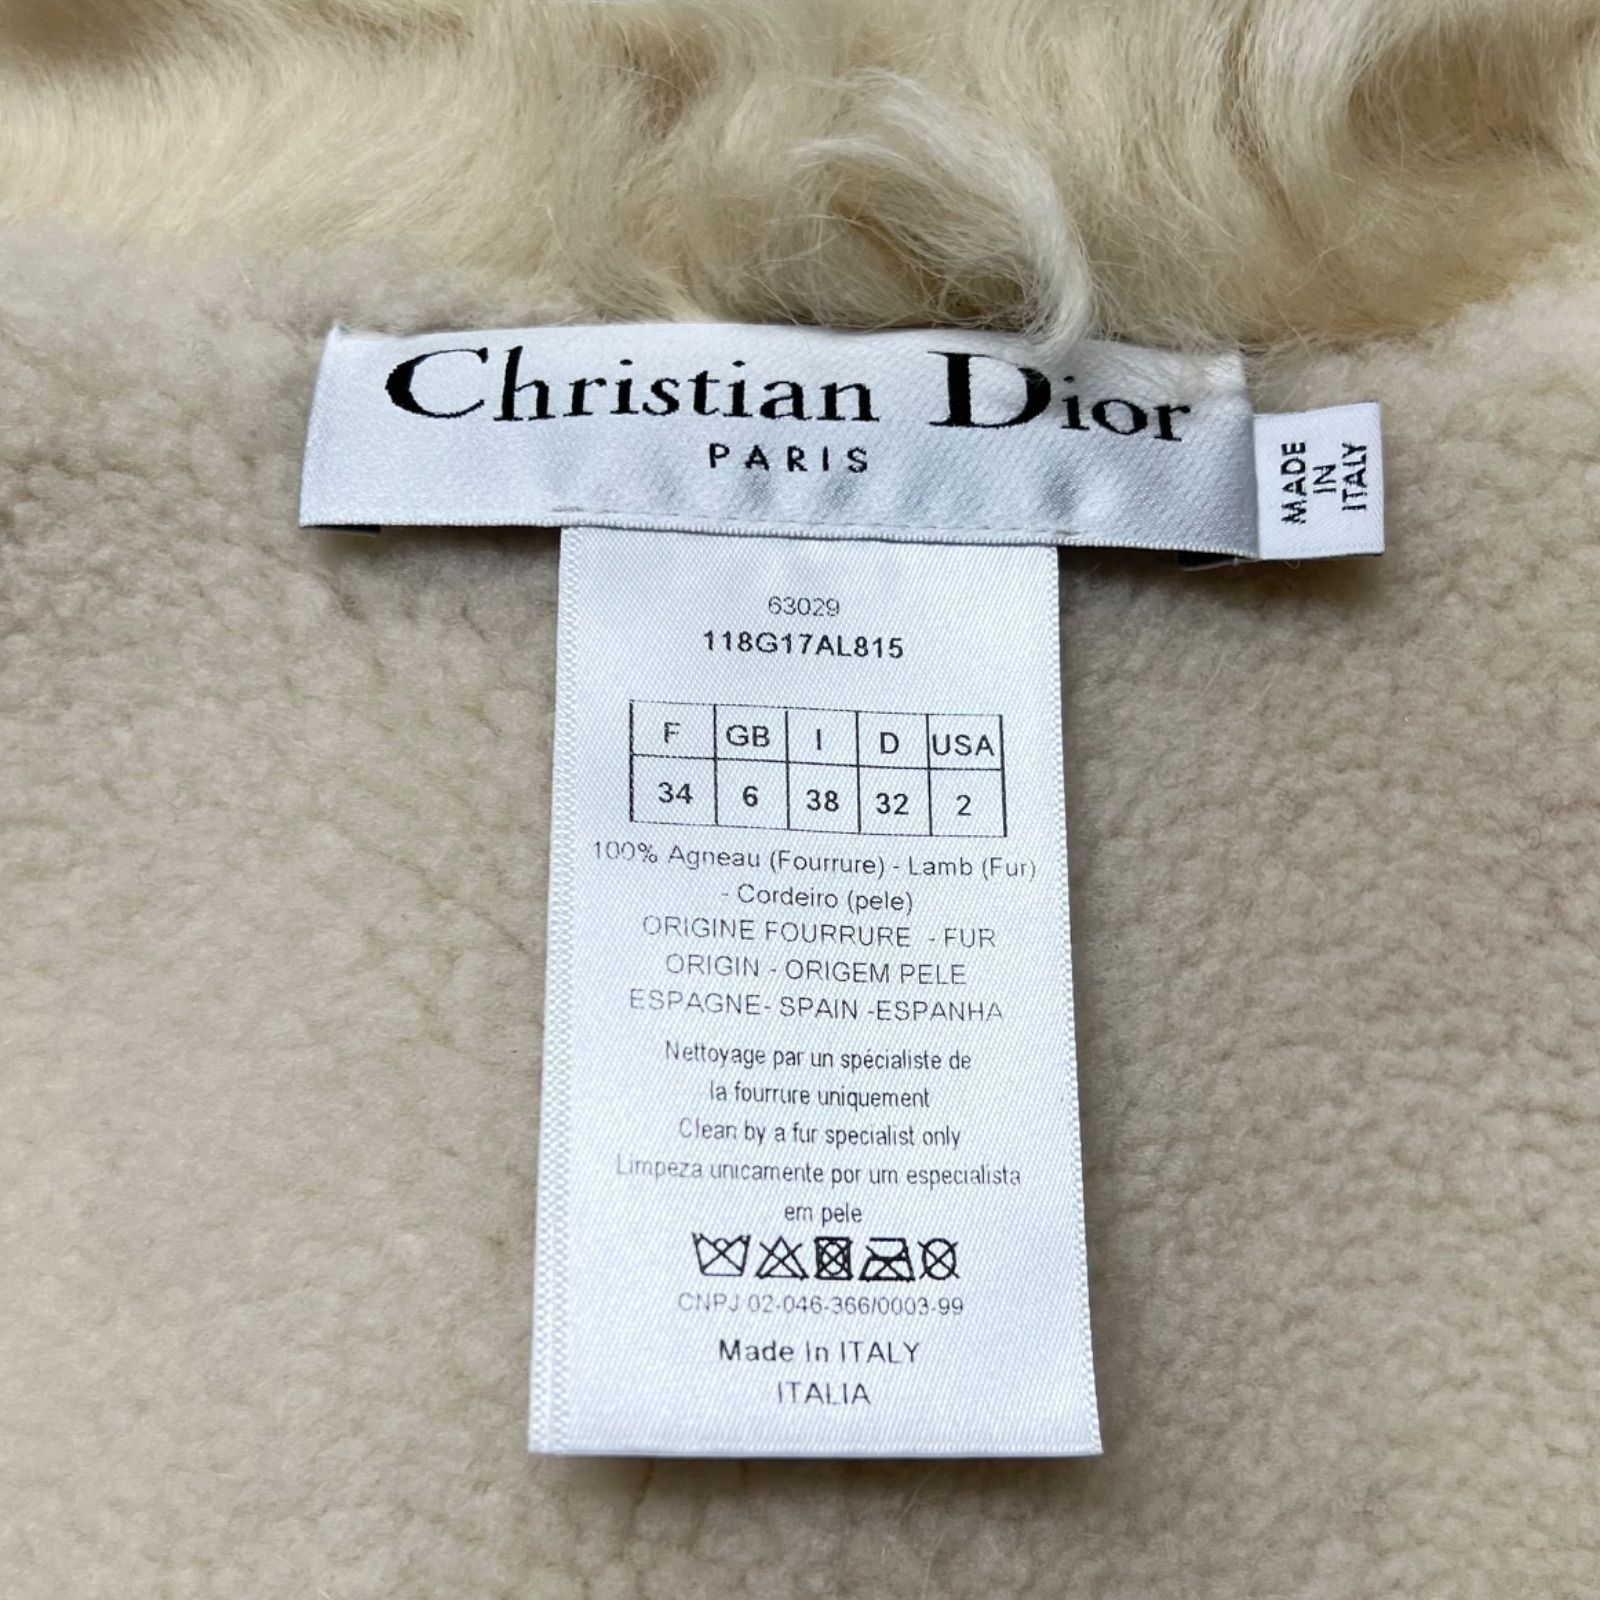 Christian Dior
PARIS
MADE
IN
ITALY
63029
118G17AL815
F GB I D USA
34 6 38 32 2
100% Agneau (Fourrure) - Lamb (Fur)
- Cordeiro (pele)
ORIGINE FOURRURE - FUR
ORIGIN - ORIGEM PELE
ESPAGNE- SPAIN -ESPANHA
Nettoyage par un spécialiste de
la fourrure uniquement
Clean by a fur specialist only
Limpeza unicamente por um especialista
em pele
CNPJ 02-046-366/0003-99
Made In ITALY
ITALIA